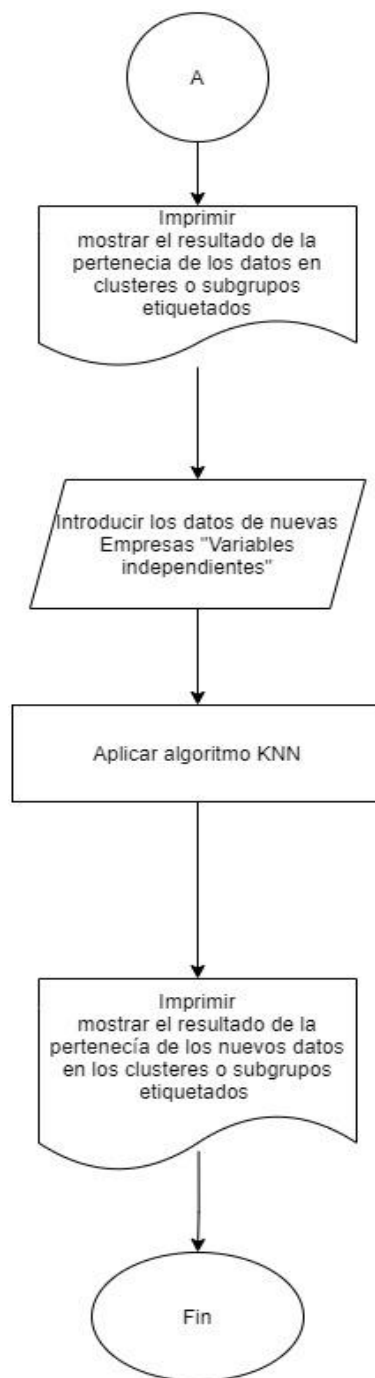 A
Imprimir
mostrar el resultado de la
pertenecia de los datos en
clusteres o subgrupos
etiquetados
Introducir los datos de nuevas
Empresas "Variables
independientes"
Aplicar algoritmo KNN
Imprimir
mostrar el resultado de la
pertenecía de los nuevos datos
en los clusteres o subgrupos
etiquetados
Fin